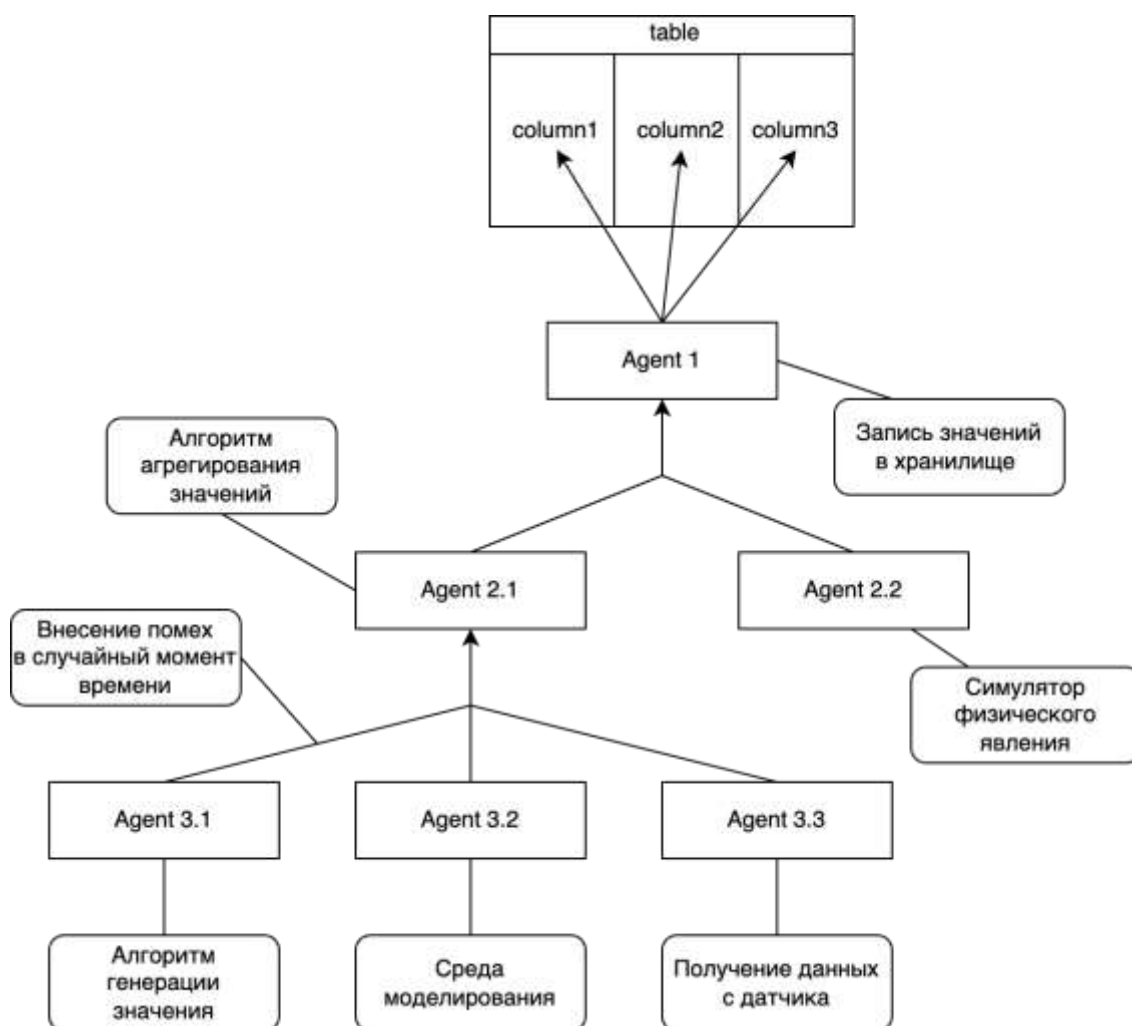 table
column1
column2
column3
Agent 1
Запись значений
в хранилище
Алгоритм
агрегирования
значений
Agent 2.1
Agent 2.2
Внесение помех
в случайный момент
времени
Симулятор
физического
явления
Agent 3.1
Agent 3.2
Agent 3.3
Алгоритм
генерации
значения
Среда
моделирования
Получение данных
с датчика